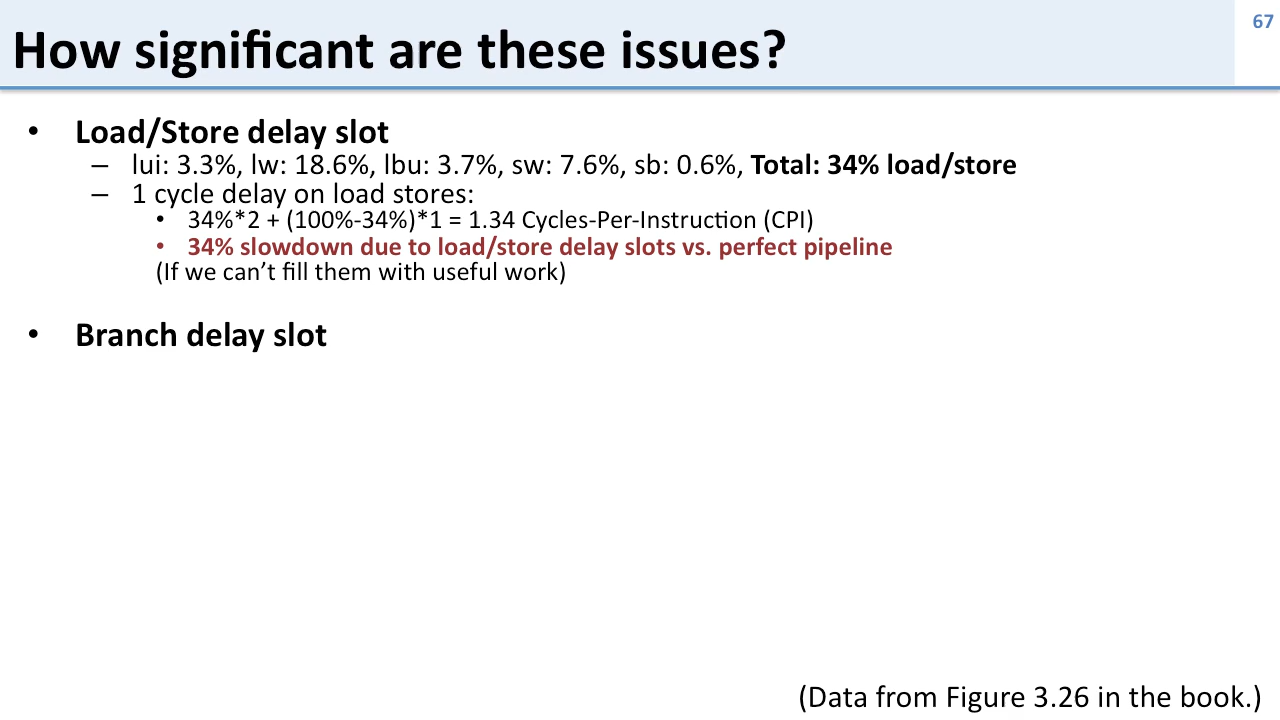 67
How significant are these issues?
• Load/Store delay slot
– lui: 3.3%, lw: 18.6%, lbu: 3.7%, sw: 7.6%, sb: 0.6%, Total: 34% load/store
– 1 cycle delay on load stores:
• 34%*2 + (100%-34%)*1 = 1.34 Cycles-Per-Instruction (CPI)
• 34% slowdown due to load/store delay slots vs. perfect pipeline
(If we can’t fill them with useful work)
• Branch delay slot
(Data from Figure 3.26 in the book.)